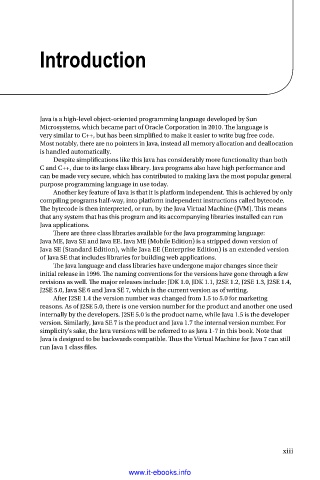 Introduction
Java is a high-level object-oriented programming language developed by Sun
Microsystems, which became part of Oracle Corporation in 2010. The language is
very similar to C++, but has been simplified to make it easier to write bug free code.
Most notably, there are no pointers in Java, instead all memory allocation and deallocation
is handled automatically.
Despite simplifications like this Java has considerably more functionality than both
C and C++, due to its large class library. Java programs also have high performance and
can be made very secure, which has contributed to making Java the most popular general
purpose programming language in use today.
Another key feature of Java is that it is platform independent. This is achieved by only
compiling programs half-way, into platform independent instructions called bytecode.
The bytecode is then interpreted, or run, by the Java Virtual Machine (JVM). This means
that any system that has this program and its accompanying libraries installed can run
Java applications.
There are three class libraries available for the Java programming language:
Java ME, Java SE and Java EE. Java ME (Mobile Edition) is a stripped down version of
Java SE (Standard Edition), while Java EE (Enterprise Edition) is an extended version
of Java SE that includes libraries for building web applications.
The Java language and class libraries have undergone major changes since their
initial release in 1996. The naming conventions for the versions have gone through a few
revisions as well. The major releases include: JDK 1.0, JDK 1.1, J2SE 1.2, J2SE 1.3, J2SE 1.4,
J2SE 5.0, Java SE 6 and Java SE 7, which is the current version as of writing.
After J2SE 1.4 the version number was changed from 1.5 to 5.0 for marketing
reasons. As of J2SE 5.0, there is one version number for the product and another one used
internally by the developers. J2SE 5.0 is the product name, while Java 1.5 is the developer
version. Similarly, Java SE 7 is the product and Java 1.7 the internal version number. For
simplicity's sake, the Java versions will be referred to as Java 1-7 in this book. Note that
Java is designed to be backwards compatible. Thus the Virtual Machine for Java 7 can still
run Java 1 class files.
xiii
www.it-ebooks.info